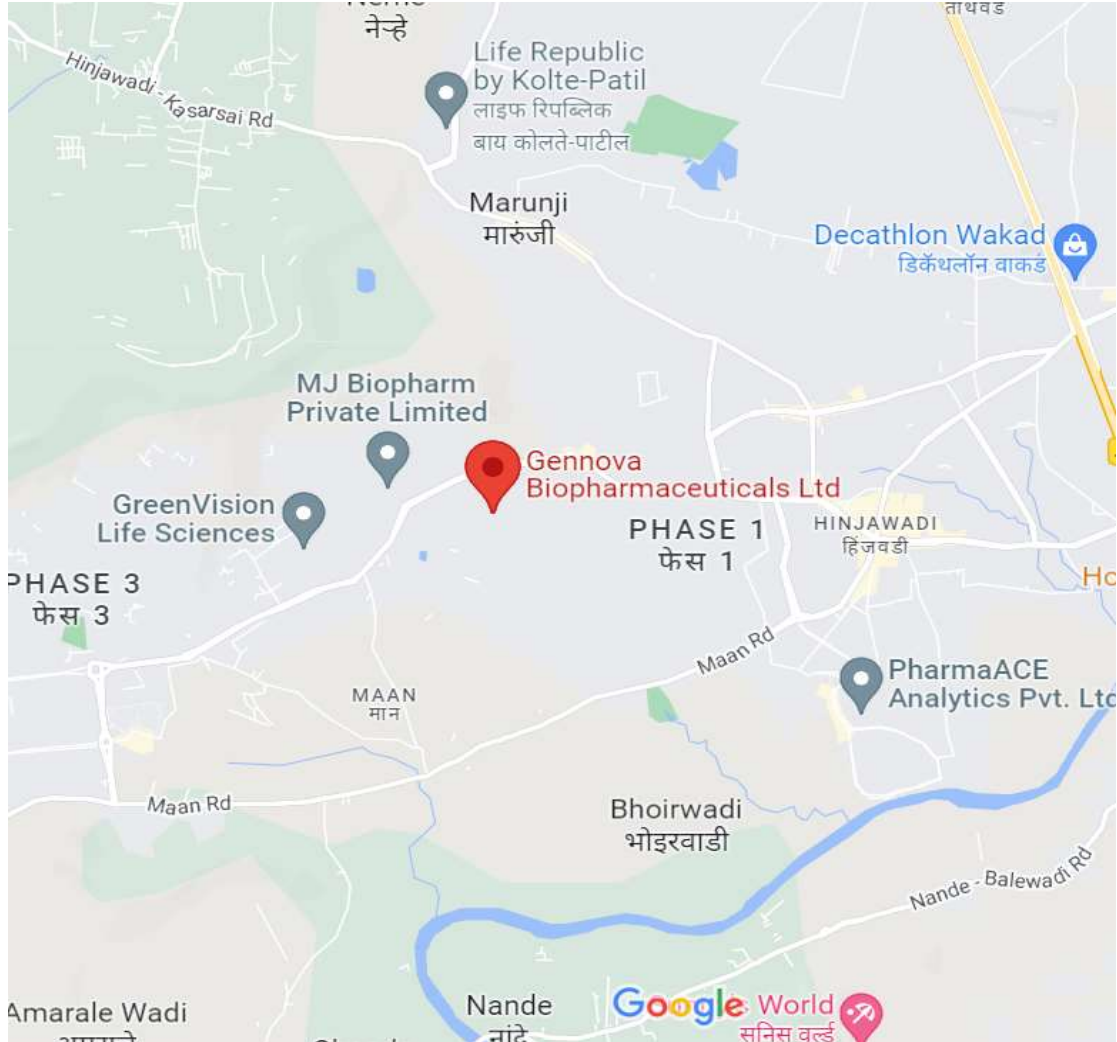 नेऱ्हे
Hinjawadi - Kasarsai Rd
Life Republic
by Kolte-Patil
लाइफ रिपब्लिक
बाय कोलते-पाटील
Marunji
मारुंजी
Decathlon Wakad
डिकॅथलॉन वाकड
MJ Biopharm
Private Limited
Gennova
Biopharmaceuticals Ltd
GreenVision
Life Sciences
PHASE 1
फेस 1
HINJAWADI
हिंजवडी
PHASE 3
फेस 3
Maan Rd
MAAN
मान
PharmaACE
Analytics Pvt. Ltd
Maan Rd
Bhoirwadi
भोइरवाडी
Nande - Balewadi Rd
Amarale Wadi
Nande
नांदे
Google
World
सनिस वर्ल्ड